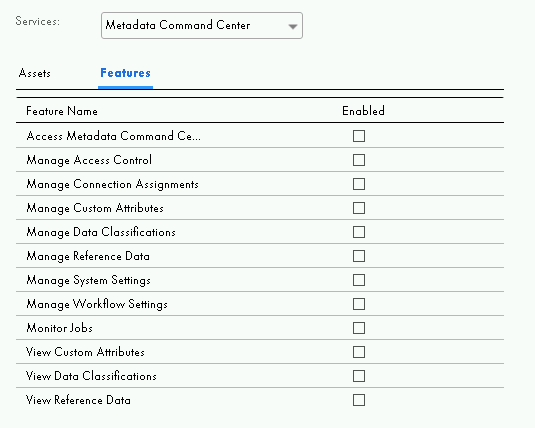 Services: Metadata Command Center
Assets Features
Feature Name Enabled
Access Metadata Command Ce...
Manage Access Control
Manage Connection Assignments
Manage Custom Attributes
Manage Data Classifications
Manage Reference Data
Manage System Settings
Manage Workflow Settings
Monitor Jobs
View Custom Attributes
View Data Classifications
View Reference Data